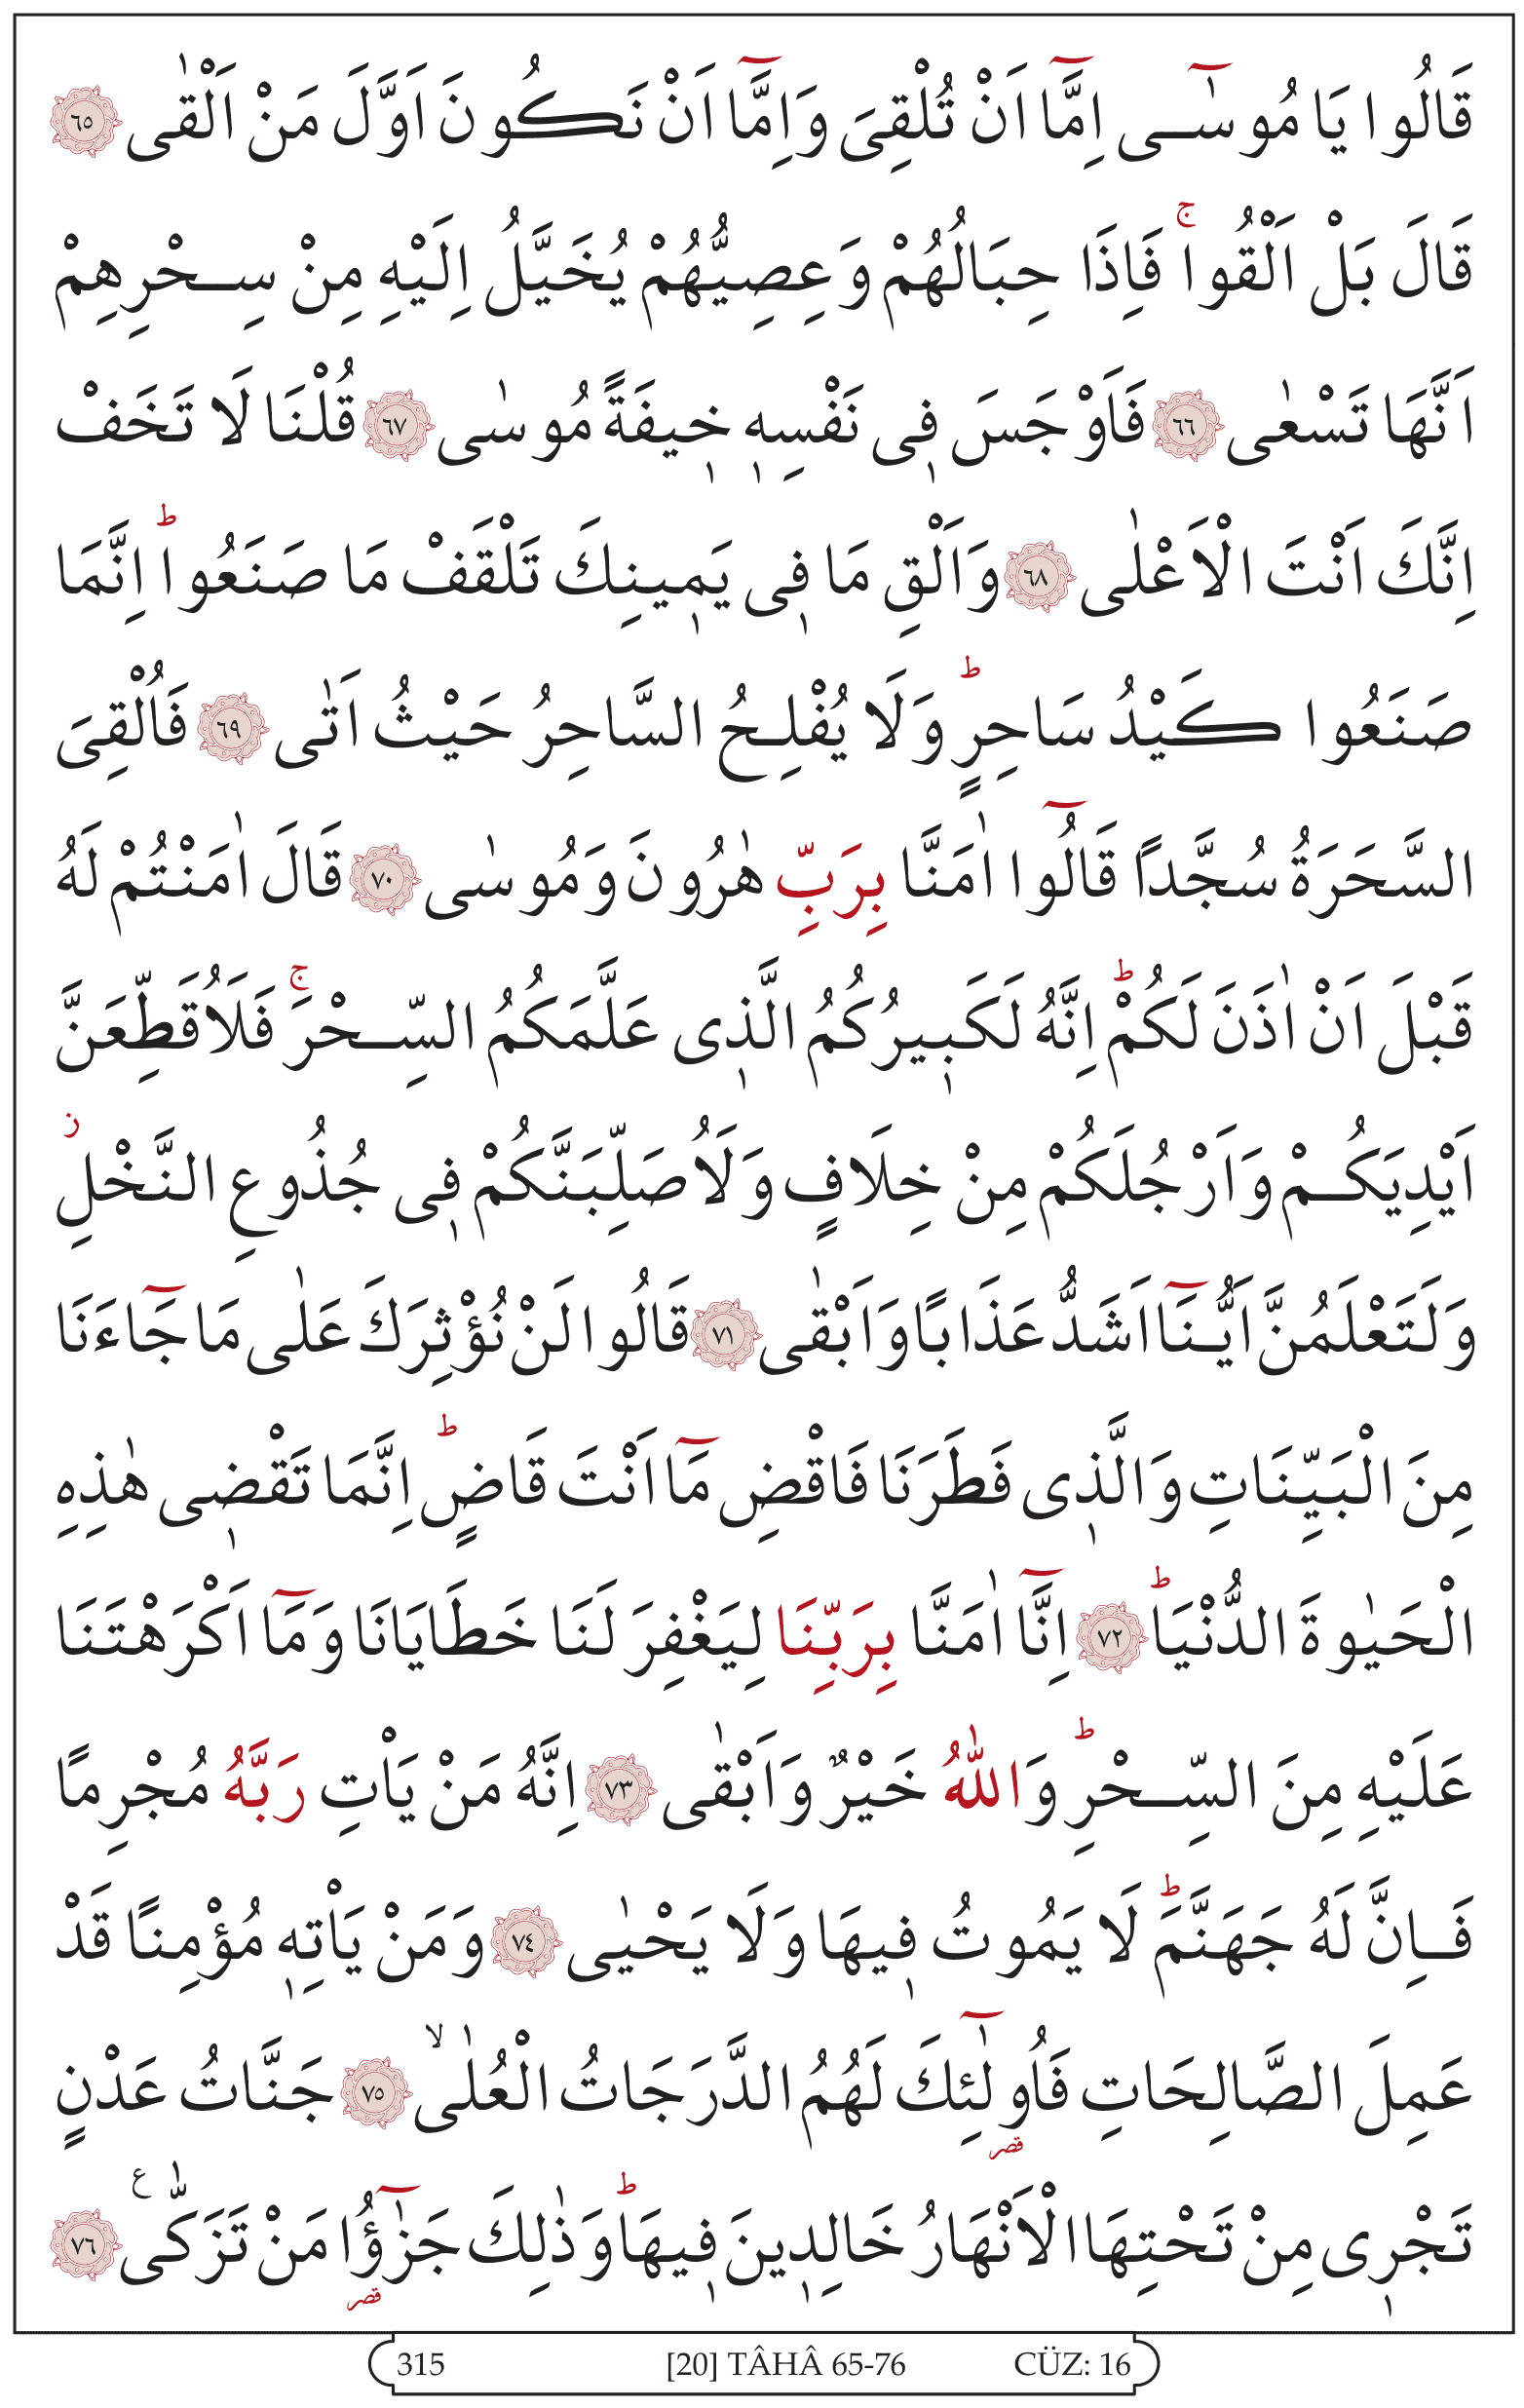 قَالُوا يَا مُوسٰٓى اِمَّٓا اَنْ تُلْقِيَ وَاِمَّٓا اَنْ نَكُونَ اَوَّلَ مَنْ اَلْقٰى ﴿٦٥﴾
قَالَ بَلْ اَلْقُواۚ فَاِذَا حِبَالُهُمْ وَعِصِيُّهُمْ يُخَيَّلُ اِلَيْهِ مِنْ سِحْرِهِمْ
اَنَّهَا تَسْعٰى ﴿٦٦﴾ فَاَوْجَسَ ف۪ي نَفْسِه۪ خ۪يفَةً مُوسٰى ﴿٦٧﴾ قُلْنَا لَا تَخَفْ
اِنَّكَ اَنْتَ الْاَعْلٰى ﴿٦٨﴾ وَاَلْقِ مَا ف۪ي يَم۪ينِكَ تَلْقَفْ مَا صَنَعُواۜ اِنَّمَا
صَنَعُوا كَيْدُ سَاحِرٍۜ وَلَا يُفْلِحُ السَّاحِرُ حَيْثُ اَتٰى ﴿٦٩﴾ فَاُلْقِيَ
السَّحَرَةُ سُجَّدًا قَالُٓوا اٰمَنَّا بِرَبِّ هٰرُونَ وَمُوسٰى ﴿٧٠﴾ قَالَ اٰمَنْتُمْ لَهُ
قَبْلَ اَنْ اٰذَنَ لَكُمْۜ اِنَّهُ لَكَب۪يرُكُمُ الَّذ۪ي عَلَّمَكُمُ السِّحْرَۚ فَلَاُقَطِّعَنَّ
اَيْدِيَكُمْ وَاَرْجُلَكُمْ مِنْ خِلَافٍ وَلَاُصَلِّبَنَّكُمْ ف۪ي جُذُوعِ النَّخْلِۘ
وَلَتَعْلَمُنَّ اَيُّنَٓا اَشَدُّ عَذَابًا وَاَبْقٰى ﴿٧١﴾ قَالُوا لَنْ نُؤْثِرَكَ عَلٰى مَا جَٓاءَنَا
مِنَ الْبَيِّنَاتِ وَالَّذ۪ي فَطَرَنَا فَاقْضِ مَٓا اَنْتَ قَاضٍۜ اِنَّمَا تَقْض۪ي هٰذِهِ
الْحَيٰوةَ الدُّنْيَاۜ ﴿٧٢﴾ اِنَّٓا اٰمَنَّا بِرَبِّنَا لِيَغْفِرَ لَنَا خَطَايَانَا وَمَٓا اَكْرَهْتَنَا
عَلَيْهِ مِنَ السِّحْرِۜ وَاللّٰهُ خَيْرٌ وَاَبْقٰى ﴿٧٣﴾ اِنَّهُ مَنْ يَاْتِ رَبَّهُ مُجْرِمًا
فَاِنَّ لَهُ جَهَنَّمَۜ لَا يَمُوتُ ف۪يهَا وَلَا يَحْيٰى ﴿٧٤﴾ وَمَنْ يَاْتِه۪ مُؤْمِنًا قَدْ
عَمِلَ الصَّالِحَاتِ فَاُولٰٓئِكَ لَهُمُ الدَّرَجَاتُ الْعُلٰىۙ ﴿٧٥﴾ جَنَّاتُ عَدْنٍ
قصر
تَجْر۪ي مِنْ تَحْتِهَا الْاَنْهَارُ خَالِد۪ينَ ف۪يهَاۜ وَذٰلِكَ جَزٰٓؤُ۬ا مَنْ تَزَكّٰى ع ﴿٧٦﴾
قصر
315 [20] TÂHÂ 65-76 CÜZ: 16